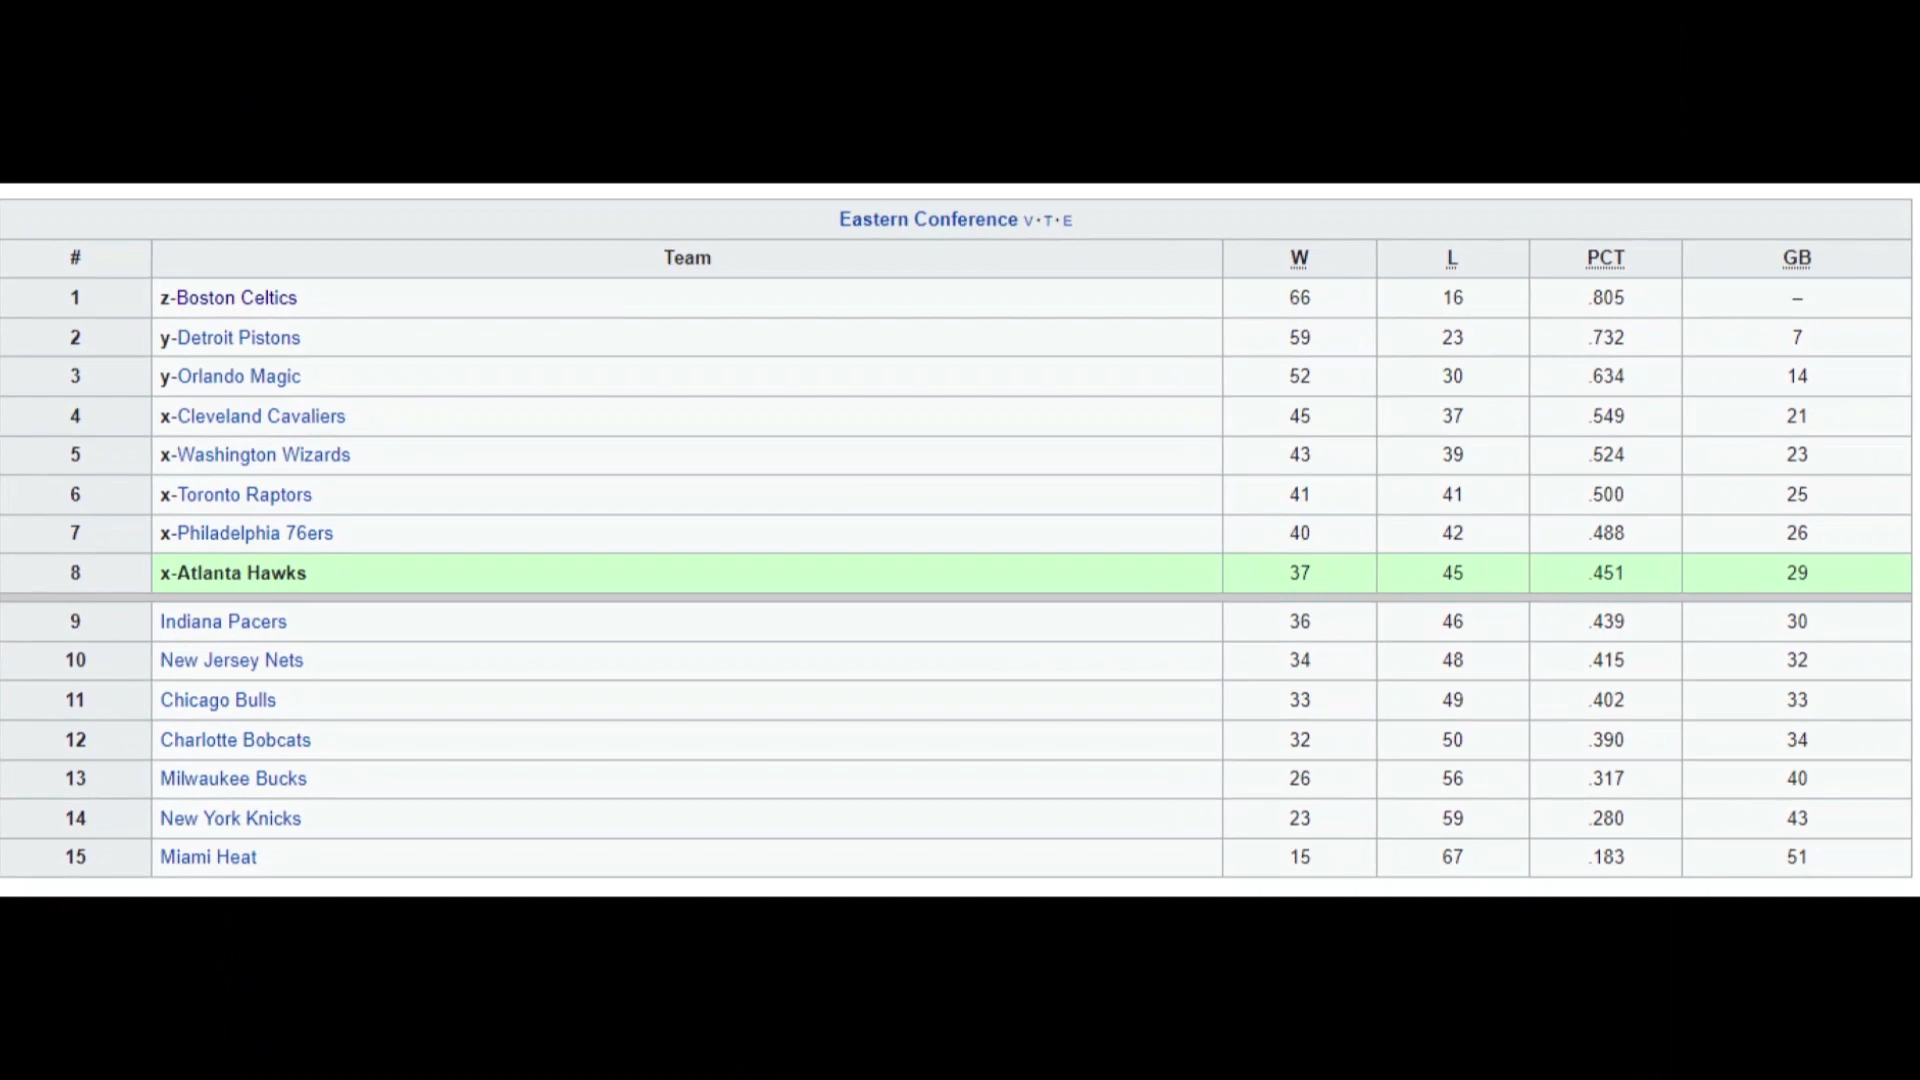 Eastern Conference V · T · E
# Team W L PCT GB
1 z-Boston Celtics 66 16 .805 –
2 y-Detroit Pistons 59 23 .732 7
3 y-Orlando Magic 52 30 .634 14
4 x-Cleveland Cavaliers 45 37 .549 21
5 x-Washington Wizards 43 39 .524 23
6 x-Toronto Raptors 41 41 .500 25
7 x-Philadelphia 76ers 40 42 .488 26
8 x-Atlanta Hawks 37 45 .451 29
9 Indiana Pacers 36 46 .439 30
10 New Jersey Nets 34 48 .415 32
11 Chicago Bulls 33 49 .402 33
12 Charlotte Bobcats 32 50 .390 34
13 Milwaukee Bucks 26 56 .317 40
14 New York Knicks 23 59 .280 43
15 Miami Heat 15 67 .183 51